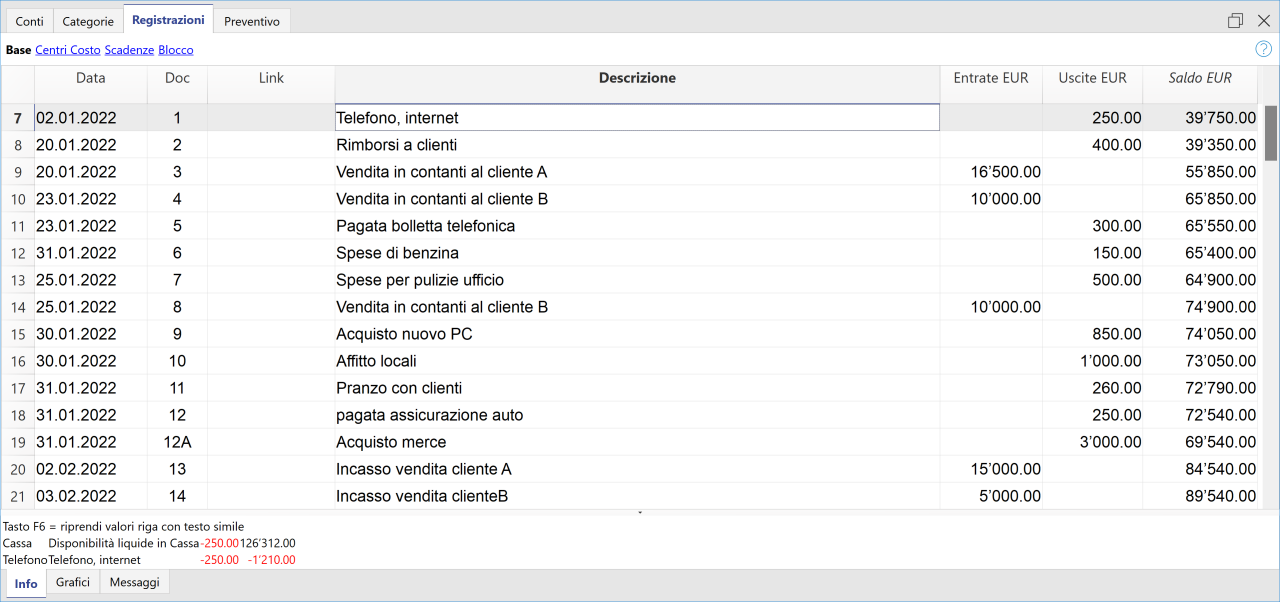 Conti Categorie Registrazioni Preventivo
Base Centri Costo Scadenze Blocco
Data Doc Link Descrizione Entrate EUR Uscite EUR Saldo EUR
7 02.01.2022 1 Telefono, internet 250.00 39’750.00
8 20.01.2022 2 Rimborsi a clienti 400.00 39’350.00
9 20.01.2022 3 Vendita in contanti al cliente A 16’500.00 55’850.00
10 23.01.2022 4 Vendita in contanti al cliente B 10’000.00 65’850.00
11 23.01.2022 5 Pagata bolletta telefonica 300.00 65’550.00
12 31.01.2022 6 Spese di benzina 150.00 65’400.00
13 25.01.2022 7 Spese per pulizie ufficio 500.00 64’900.00
14 25.01.2022 8 Vendita in contanti al cliente B 10’000.00 74’900.00
15 30.01.2022 9 Acquisto nuovo PC 850.00 74’050.00
16 30.01.2022 10 Affitto locali 1’000.00 73’050.00
17 31.01.2022 11 Pranzo con clienti 260.00 72’790.00
18 31.01.2022 12 pagata assicurazione auto 250.00 72’540.00
19 31.01.2022 12A Acquisto merce 3’000.00 69’540.00
20 02.02.2022 13 Incasso vendita cliente A 15’000.00 84’540.00
21 03.02.2022 14 Incasso vendita clienteB 5’000.00 89’540.00
Tasto F6 = riprendi valori riga con testo simile
Cassa Disponibilità liquide in Cassa -250.00 126’312.00
Telefono Telefono, internet -250.00 -1’210.00
Info Grafici Messaggi